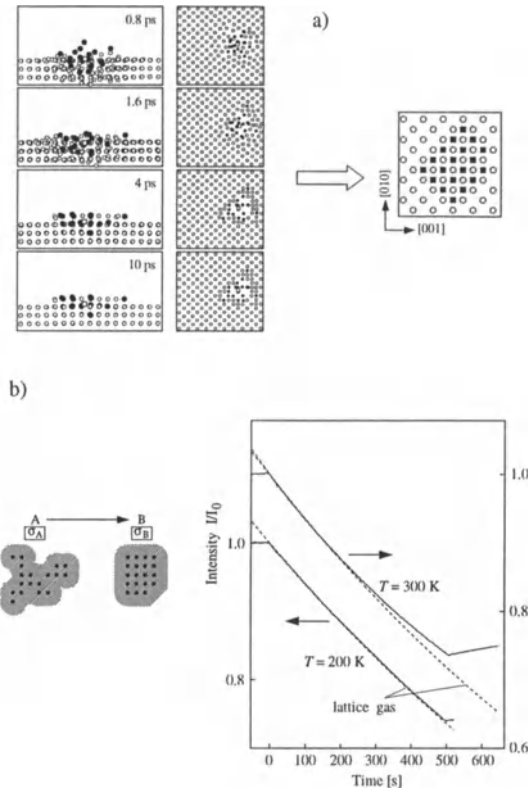 a)
0.8 ps
1.6 ps
4 ps
10 ps
[010]
[001]
b)
A
B
σA
σB
Intensity I/I0
1.0
0.8
1.0
0.8
0.6
T = 300 K
T = 200 K
lattice gas
0 100 200 300 400 500 600
Time [s]